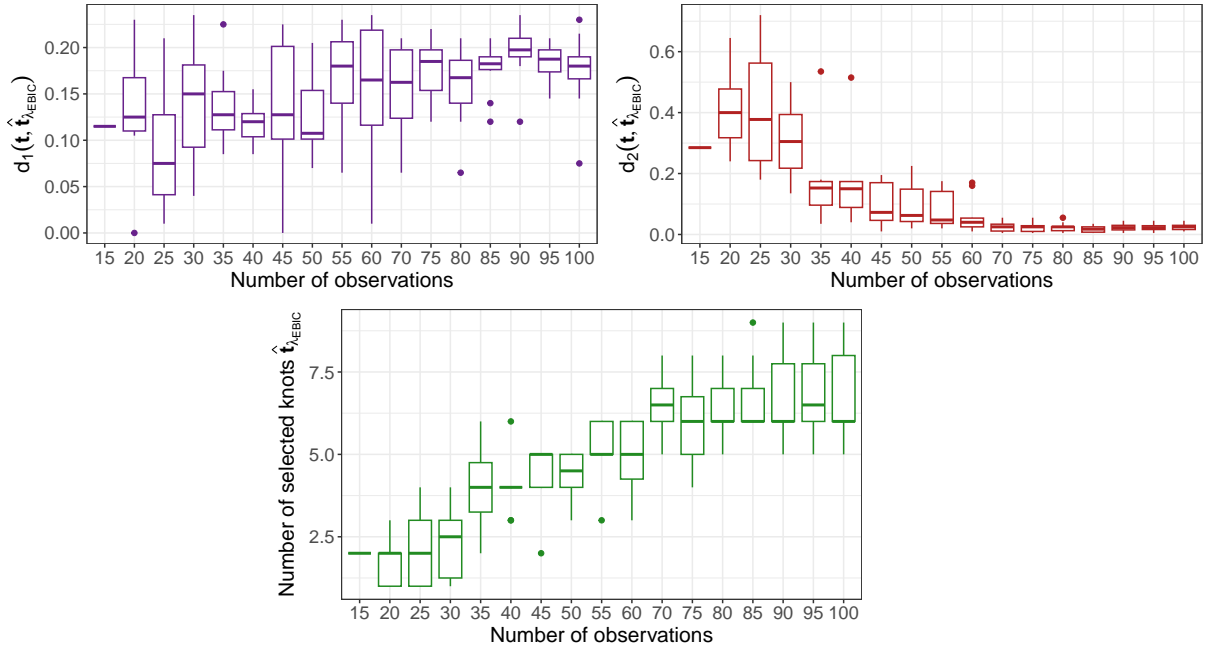 d₁(t, t̂_λEBIC)
0.20
0.15
0.10
0.05
0.00
15 20 25 30 35 40 45 50 55 60 70 75 80 85 90 95 100
Number of observations
d₂(t, t̂_λEBIC)
0.6
0.4
0.2
0.0
15 20 25 30 35 40 45 50 55 60 70 75 80 85 90 95 100
Number of observations
Number of selected knots t̂_λEBIC
7.5
5.0
2.5
15 20 25 30 35 40 45 50 55 60 70 75 80 85 90 95 100
Number of observations